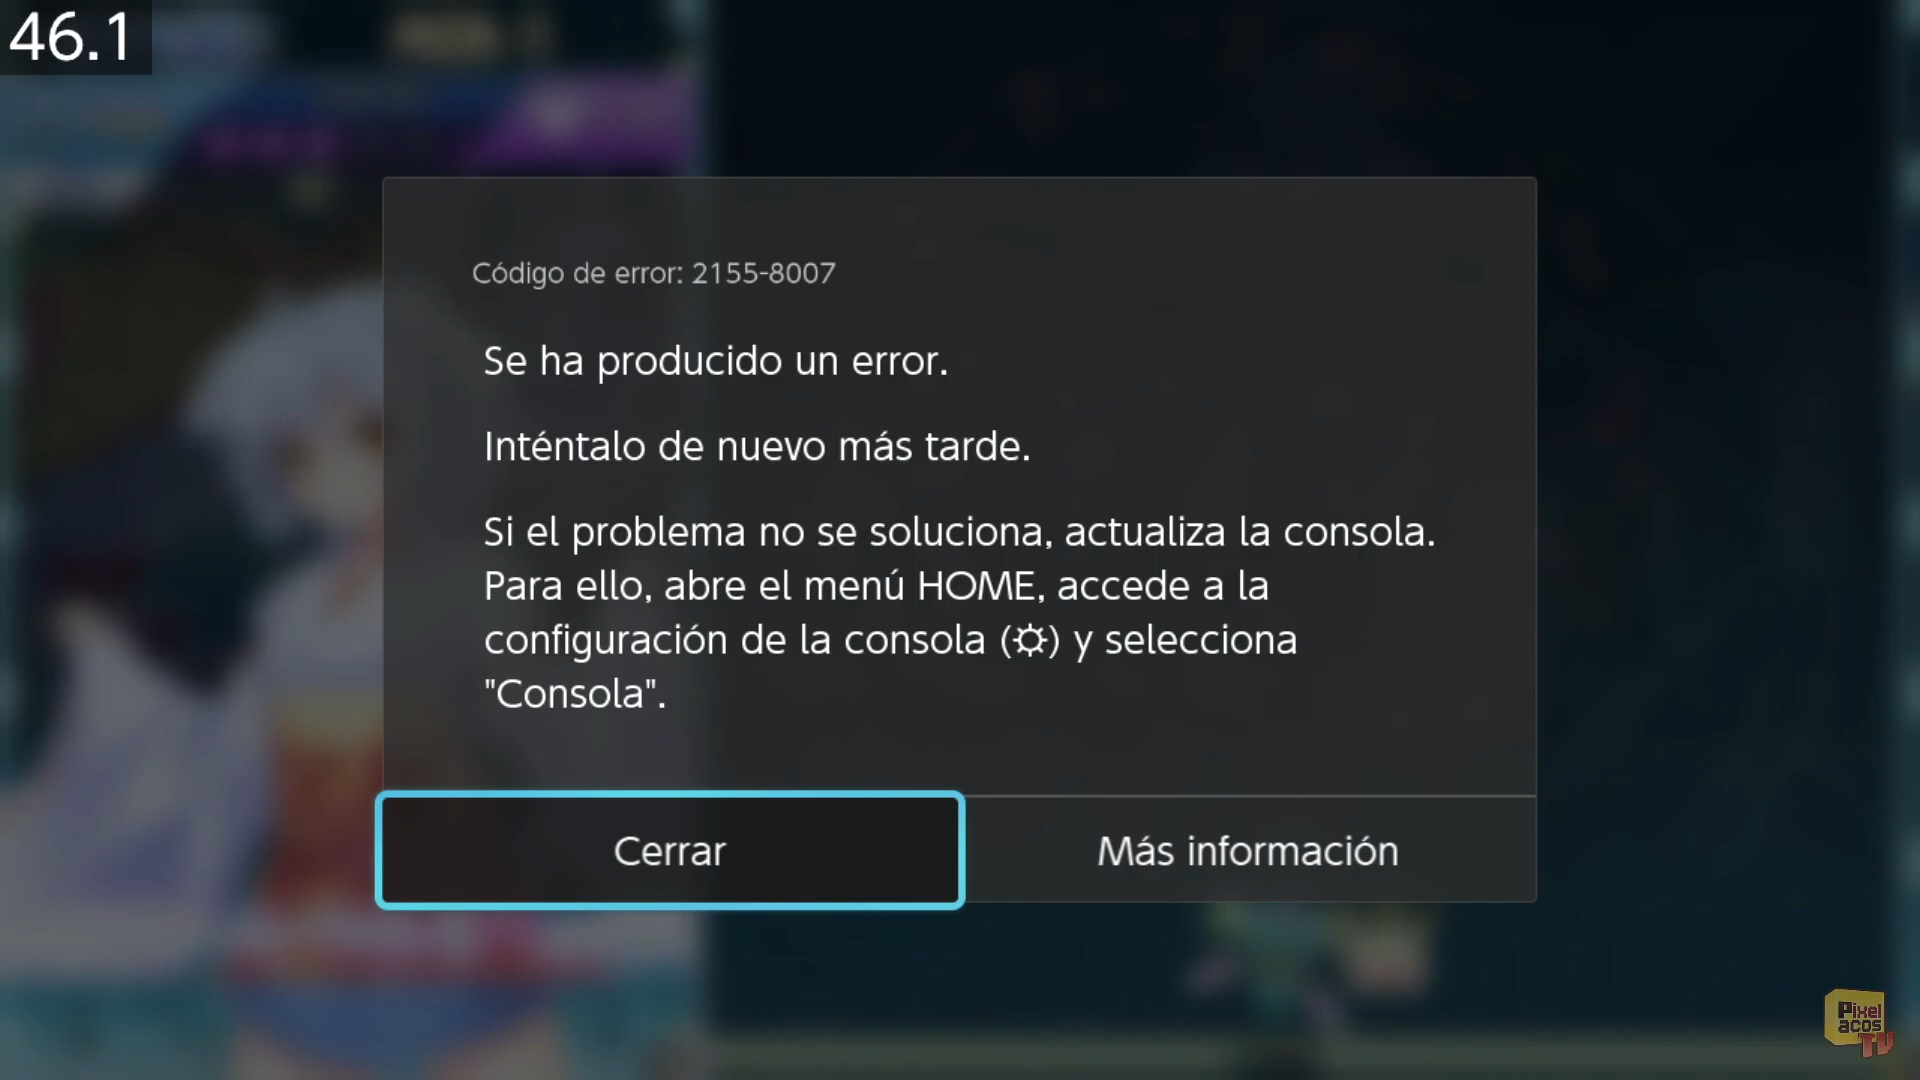 46.1
Código de error: 2155-8007
Se ha producido un error.
Inténtalo de nuevo más tarde.
Si el problema no se soluciona, actualiza la consola.
Para ello, abre el menú HOME, accede a la
configuración de la consola (☼) y selecciona
"Consola".
Cerrar
Más información
Pixel
acos
TV